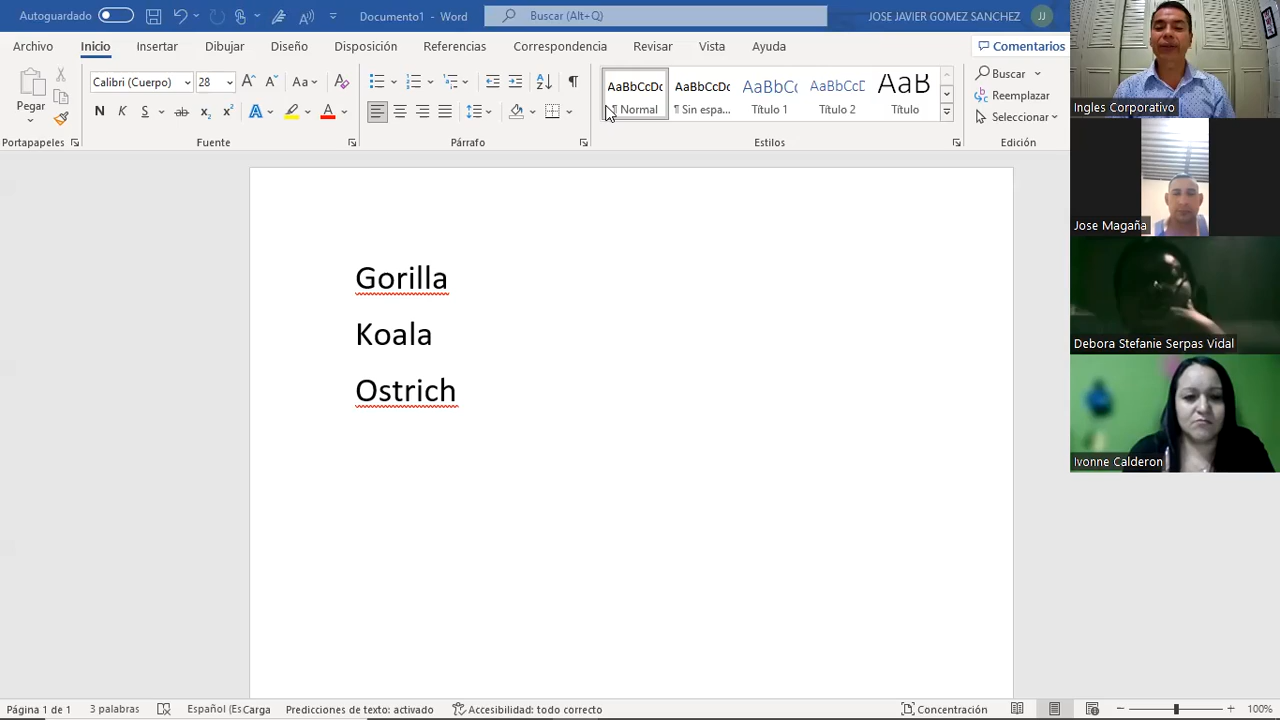 Autoguardado
Documento1 - Word
Buscar (Alt+Q)
JOSE JAVIER GOMEZ SANCHEZ
JJ
Archivo Inicio Insertar Dibujar Diseño Disposición Referencias Correspondencia Revisar Vista Ayuda
Comentarios
Pegar
Calibri (Cuerpo) 28
N K S
AaBbCcDc AaBbCcDc AaBbCc AaBbCcD AaB
¶ Normal ¶ Sin espa... Título 1 Título 2 Título
Buscar
Reemplazar
Seleccionar
Portapapeles Fuente Párrafo Estilos Edición
Gorilla
Koala
Ostrich
Ingles Corporativo
Jose Magaña
Debora Stefanie Serpas Vidal
Ivonne Calderon
Página 1 de 1 3 palabras Español (Es Carga Predicciones de texto: activado Accesibilidad: todo correcto Concentración 100%